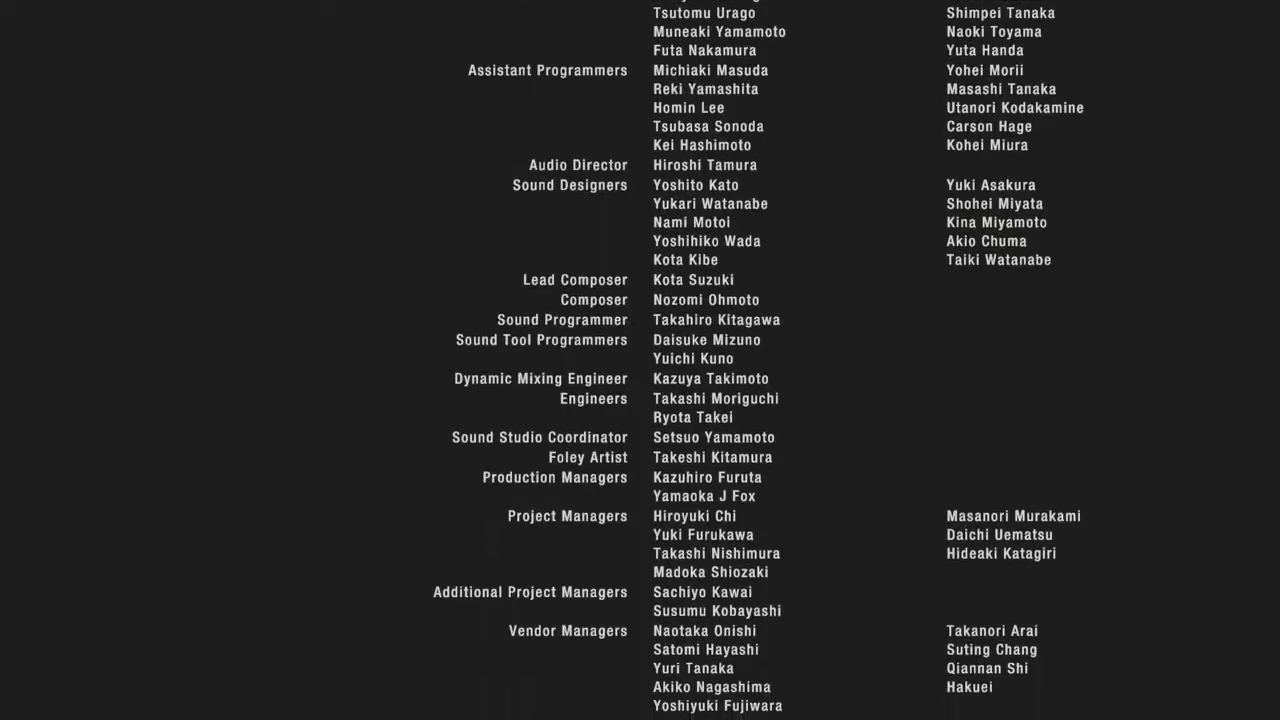 Tsutomu Urago Shimpei Tanaka
Muneaki Yamamoto Naoki Toyama
Futa Nakamura Yuta Handa
Assistant Programmers Michiaki Masuda Yohei Morii
Reki Yamashita Masashi Tanaka
Homin Lee Utanori Kodakamine
Tsubasa Sonoda Carson Hage
Kei Hashimoto Kohei Miura
Audio Director Hiroshi Tamura
Sound Designers Yoshito Kato Yuki Asakura
Yukari Watanabe Shohei Miyata
Nami Motoi Kina Miyamoto
Yoshihiko Wada Akio Chuma
Kota Kibe Taiki Watanabe
Lead Composer Kota Suzuki
Composer Nozomi Ohmoto
Sound Programmer Takahiro Kitagawa
Sound Tool Programmers Daisuke Mizuno
Yuichi Kuno
Dynamic Mixing Engineer Kazuya Takimoto
Engineers Takashi Moriguchi
Ryota Takei
Sound Studio Coordinator Setsuo Yamamoto
Foley Artist Takeshi Kitamura
Production Managers Kazuhiro Furuta
Yamaoka J Fox
Project Managers Hiroyuki Chi Masanori Murakami
Yuki Furukawa Daichi Uematsu
Takashi Nishimura Hideaki Katagiri
Madoka Shiozaki
Additional Project Managers Sachiyo Kawai
Susumu Kobayashi
Vendor Managers Naotaka Onishi Takanori Arai
Satomi Hayashi Suting Chang
Yuri Tanaka Qiannan Shi
Akiko Nagashima Hakuei
Yoshiyuki Fujiwara